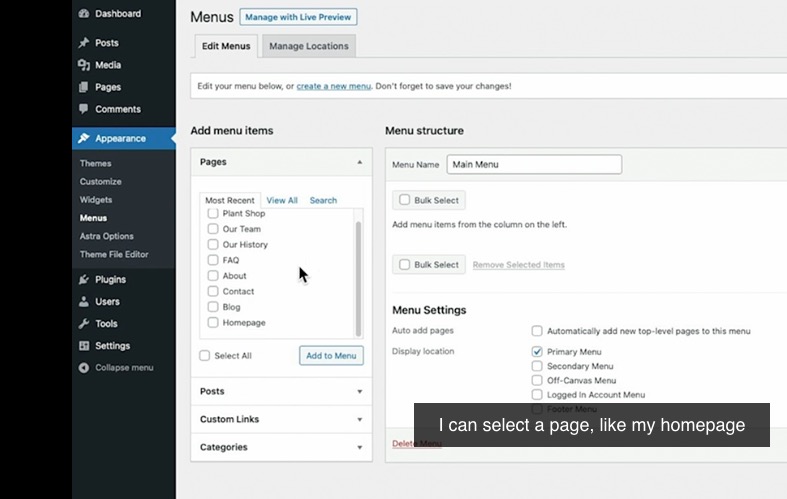 Dashboard
Posts
Media
Pages
Comments
Appearance
Themes
Customize
Widgets
Menus
Astra Options
Theme File Editor
Plugins
Users
Tools
Settings
Collapse menu
Menus Manage with Live Preview
Edit Menus Manage Locations
Edit your menu below, or create a new menu. Don't forget to save your changes!
Add menu items
Pages
Most Recent View All Search
Plant Shop
Our Team
Our History
FAQ
About
Contact
Blog
Homepage
Select All Add to Menu
Posts
Custom Links
Categories
Menu structure
Menu Name Main Menu
Bulk Select
Add menu items from the column on the left.
Bulk Select Remove Selected Items
Menu Settings
Auto add pages Automatically add new top-level pages to this menu
Display location Primary Menu
Secondary Menu
Off-Canvas Menu
Logged In Account Menu
Footer Menu
Delete Menu
I can select a page, like my homepage